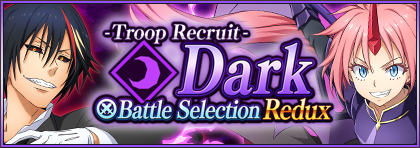 -Troop Recruit-
Dark
Battle Selection Redux